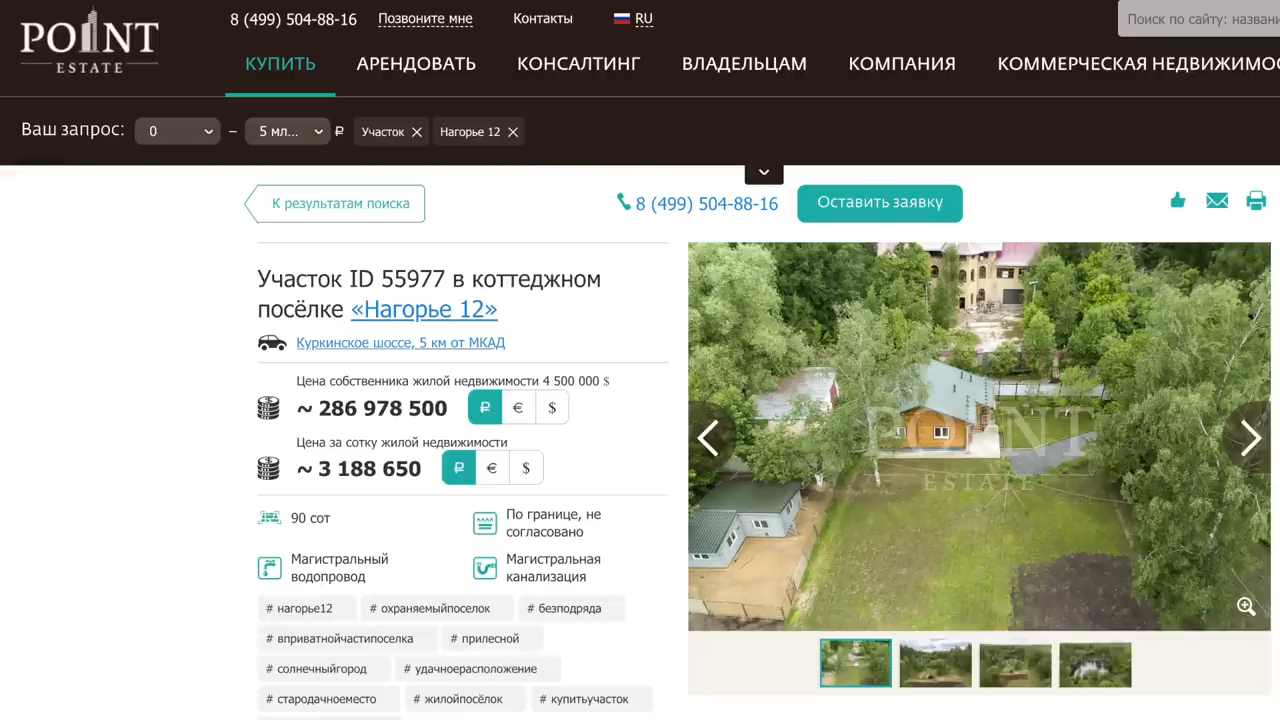 POINT
ESTATE
8 (499) 504-88-16
Позвоните мне
Контакты
RU
Поиск по сайту: названи
КУПИТЬ
АРЕНДОВАТЬ
КОНСАЛТИНГ
ВЛАДЕЛЬЦАМ
КОМПАНИЯ
КОММЕРЧЕСКАЯ НЕДВИЖИМОС
Ваш запрос:
0
–
5 мл...
₽
Участок
Нагорье 12
К результатам поиска
8 (499) 504-88-16
Оставить заявку
Участок ID 55977 в коттеджном
посёлке «Нагорье 12»
Куркинское шоссе, 5 км от МКАД
Цена собственника жилой недвижимости 4 500 000 $
~ 286 978 500
₽ € $
Цена за сотку жилой недвижимости
~ 3 188 650
₽ € $
90 сот
По границе, не
согласовано
Магистральный
водопровод
Магистральная
канализация
# нагорье12
# охраняемыйпоселок
# безподряда
# вприватнойчастипоселка
# прилесной
# солнечныйгород
# удачноерасположение
# стародачноеместо
# жилойпосёлок
# купитьучасток
POINT
ESTATE